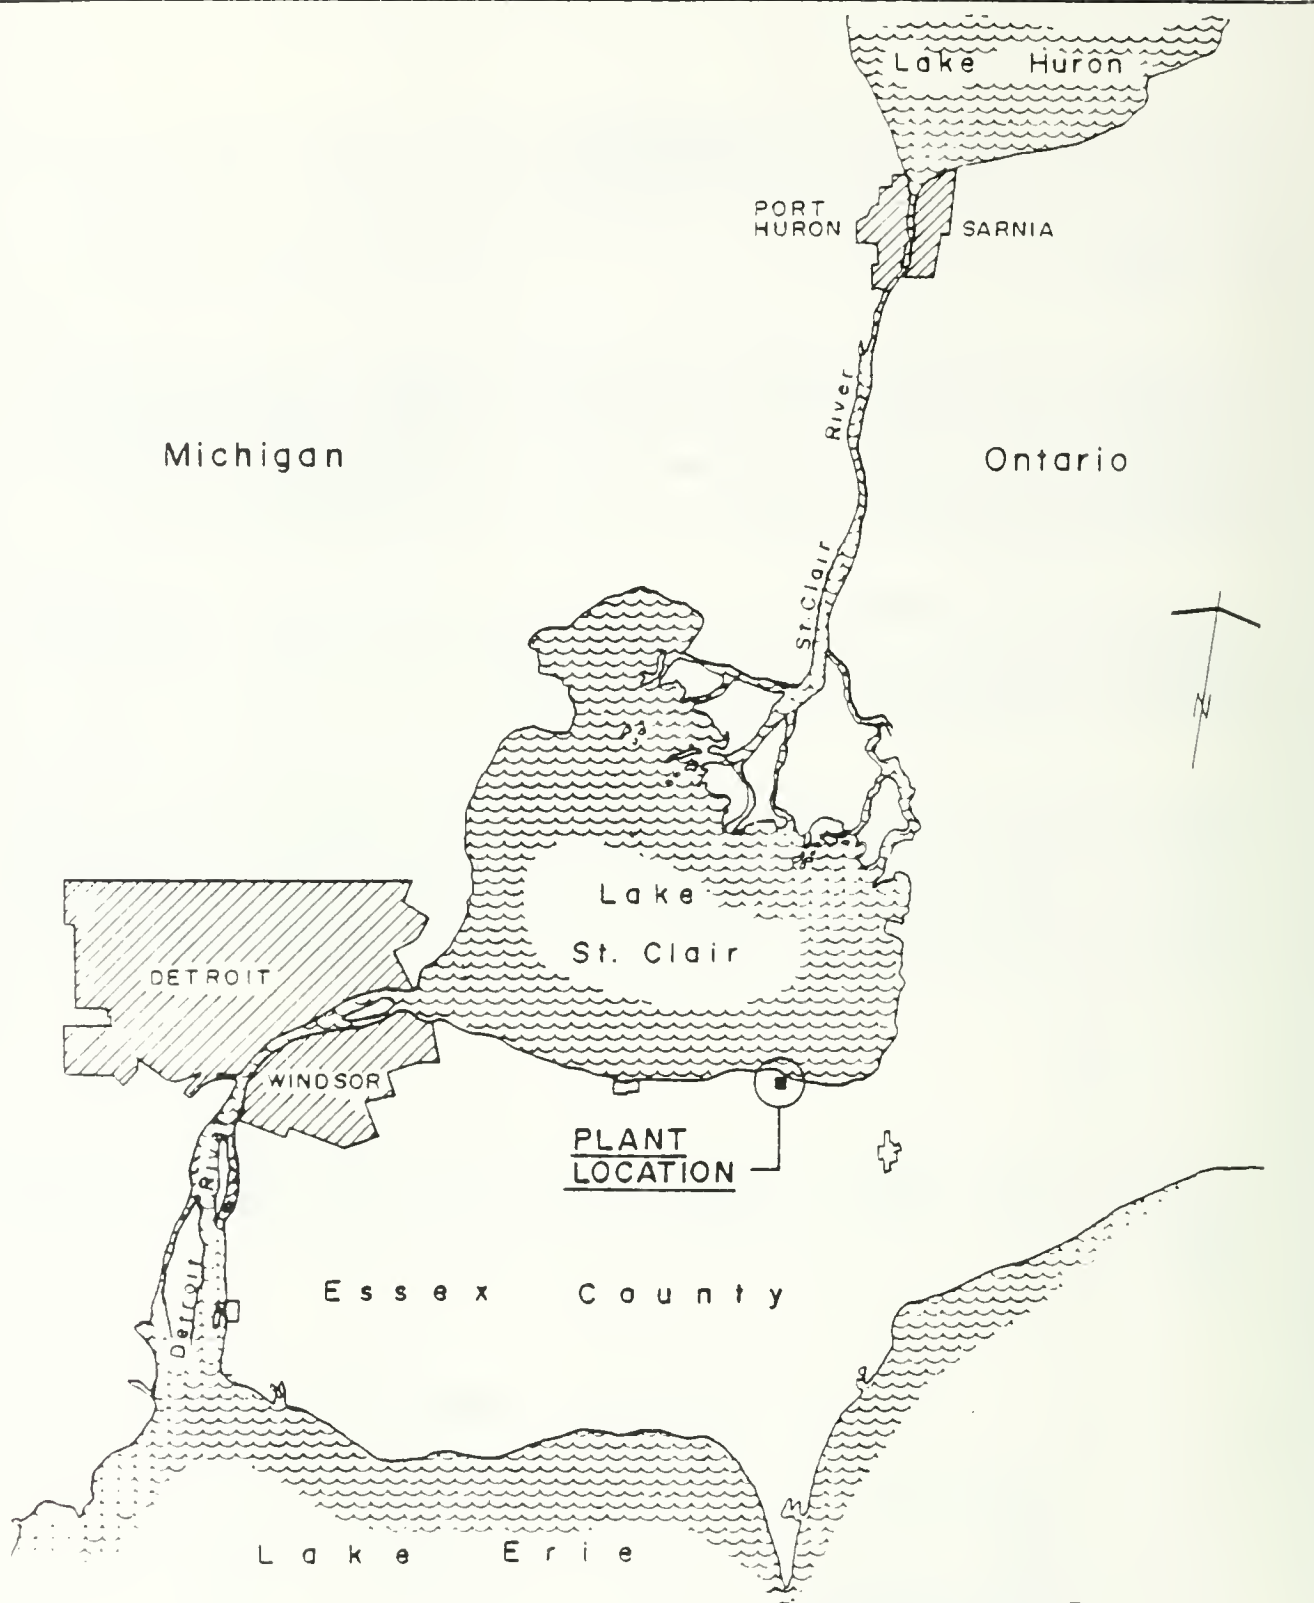 Lake Huron
PORT
HURON
SARNIA
Michigan
Ontario
St. Clair River
N
Lake
St. Clair
DETROIT
WINDSOR
PLANT
LOCATION
Detroit River
Essex County
Lake Erie